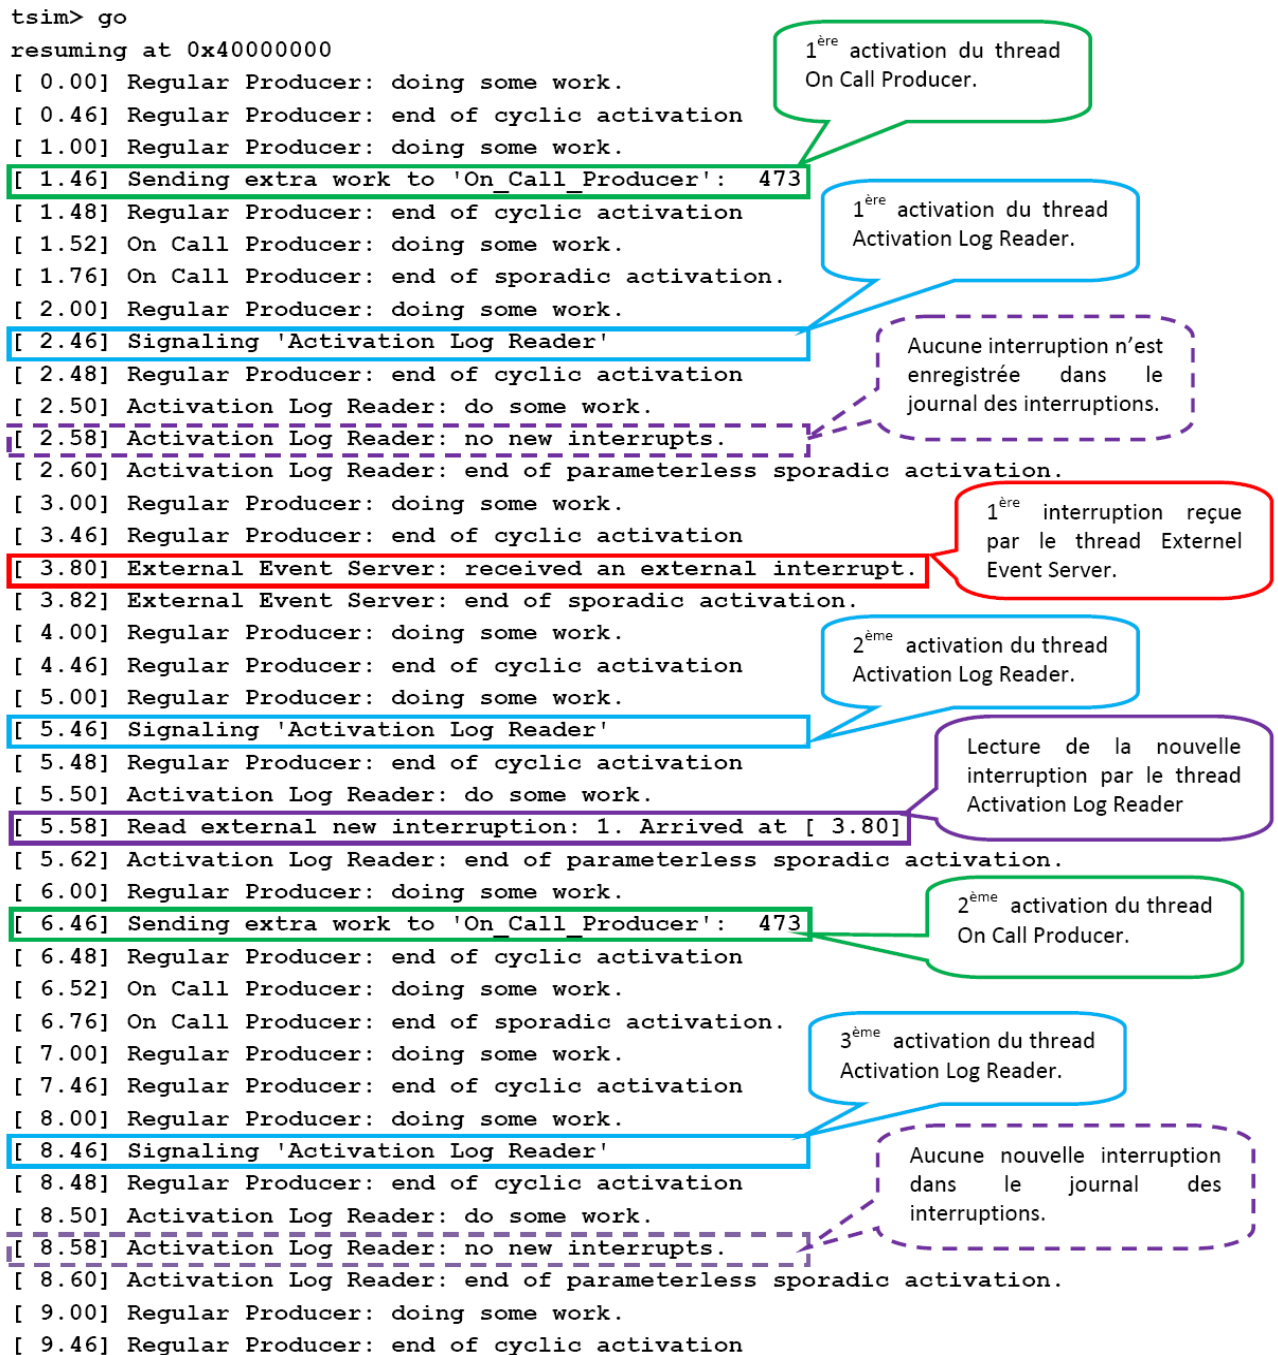 tsim> go
resuming at 0x40000000
[ 0.00] Regular Producer: doing some work.
[ 0.46] Regular Producer: end of cyclic activation
[ 1.00] Regular Producer: doing some work.
[ 1.46] Sending extra work to 'On_Call_Producer':  473
[ 1.48] Regular Producer: end of cyclic activation
[ 1.52] On Call Producer: doing some work.
[ 1.76] On Call Producer: end of sporadic activation.
[ 2.00] Regular Producer: doing some work.
[ 2.46] Signaling 'Activation Log Reader'
[ 2.48] Regular Producer: end of cyclic activation
[ 2.50] Activation Log Reader: do some work.
[ 2.58] Activation Log Reader: no new interrupts.
[ 2.60] Activation Log Reader: end of parameterless sporadic activation.
[ 3.00] Regular Producer: doing some work.
[ 3.46] Regular Producer: end of cyclic activation
[ 3.80] External Event Server: received an external interrupt.
[ 3.82] External Event Server: end of sporadic activation.
[ 4.00] Regular Producer: doing some work.
[ 4.46] Regular Producer: end of cyclic activation
[ 5.00] Regular Producer: doing some work.
[ 5.46] Signaling 'Activation Log Reader'
[ 5.48] Regular Producer: end of cyclic activation
[ 5.50] Activation Log Reader: do some work.
[ 5.58] Read external new interruption: 1. Arrived at [ 3.80]
[ 5.62] Activation Log Reader: end of parameterless sporadic activation.
[ 6.00] Regular Producer: doing some work.
[ 6.46] Sending extra work to 'On_Call_Producer':  473
[ 6.48] Regular Producer: end of cyclic activation
[ 6.52] On Call Producer: doing some work.
[ 6.76] On Call Producer: end of sporadic activation.
[ 7.00] Regular Producer: doing some work.
[ 7.46] Regular Producer: end of cyclic activation
[ 8.00] Regular Producer: doing some work.
[ 8.46] Signaling 'Activation Log Reader'
[ 8.48] Regular Producer: end of cyclic activation
[ 8.50] Activation Log Reader: do some work.
[ 8.58] Activation Log Reader: no new interrupts.
[ 8.60] Activation Log Reader: end of parameterless sporadic activation.
[ 9.00] Regular Producer: doing some work.
[ 9.46] Regular Producer: end of cyclic activation
1ère activation du thread
On Call Producer.
1ère activation du thread
Activation Log Reader.
Aucune interruption n’est
enregistrée dans le
journal des interruptions.
1ère interruption reçue
par le thread Externel
Event Server.
2ème activation du thread
Activation Log Reader.
Lecture de la nouvelle
interruption par le thread
Activation Log Reader
2ème activation du thread
On Call Producer.
3ème activation du thread
Activation Log Reader.
Aucune nouvelle interruption
dans le journal des
interruptions.